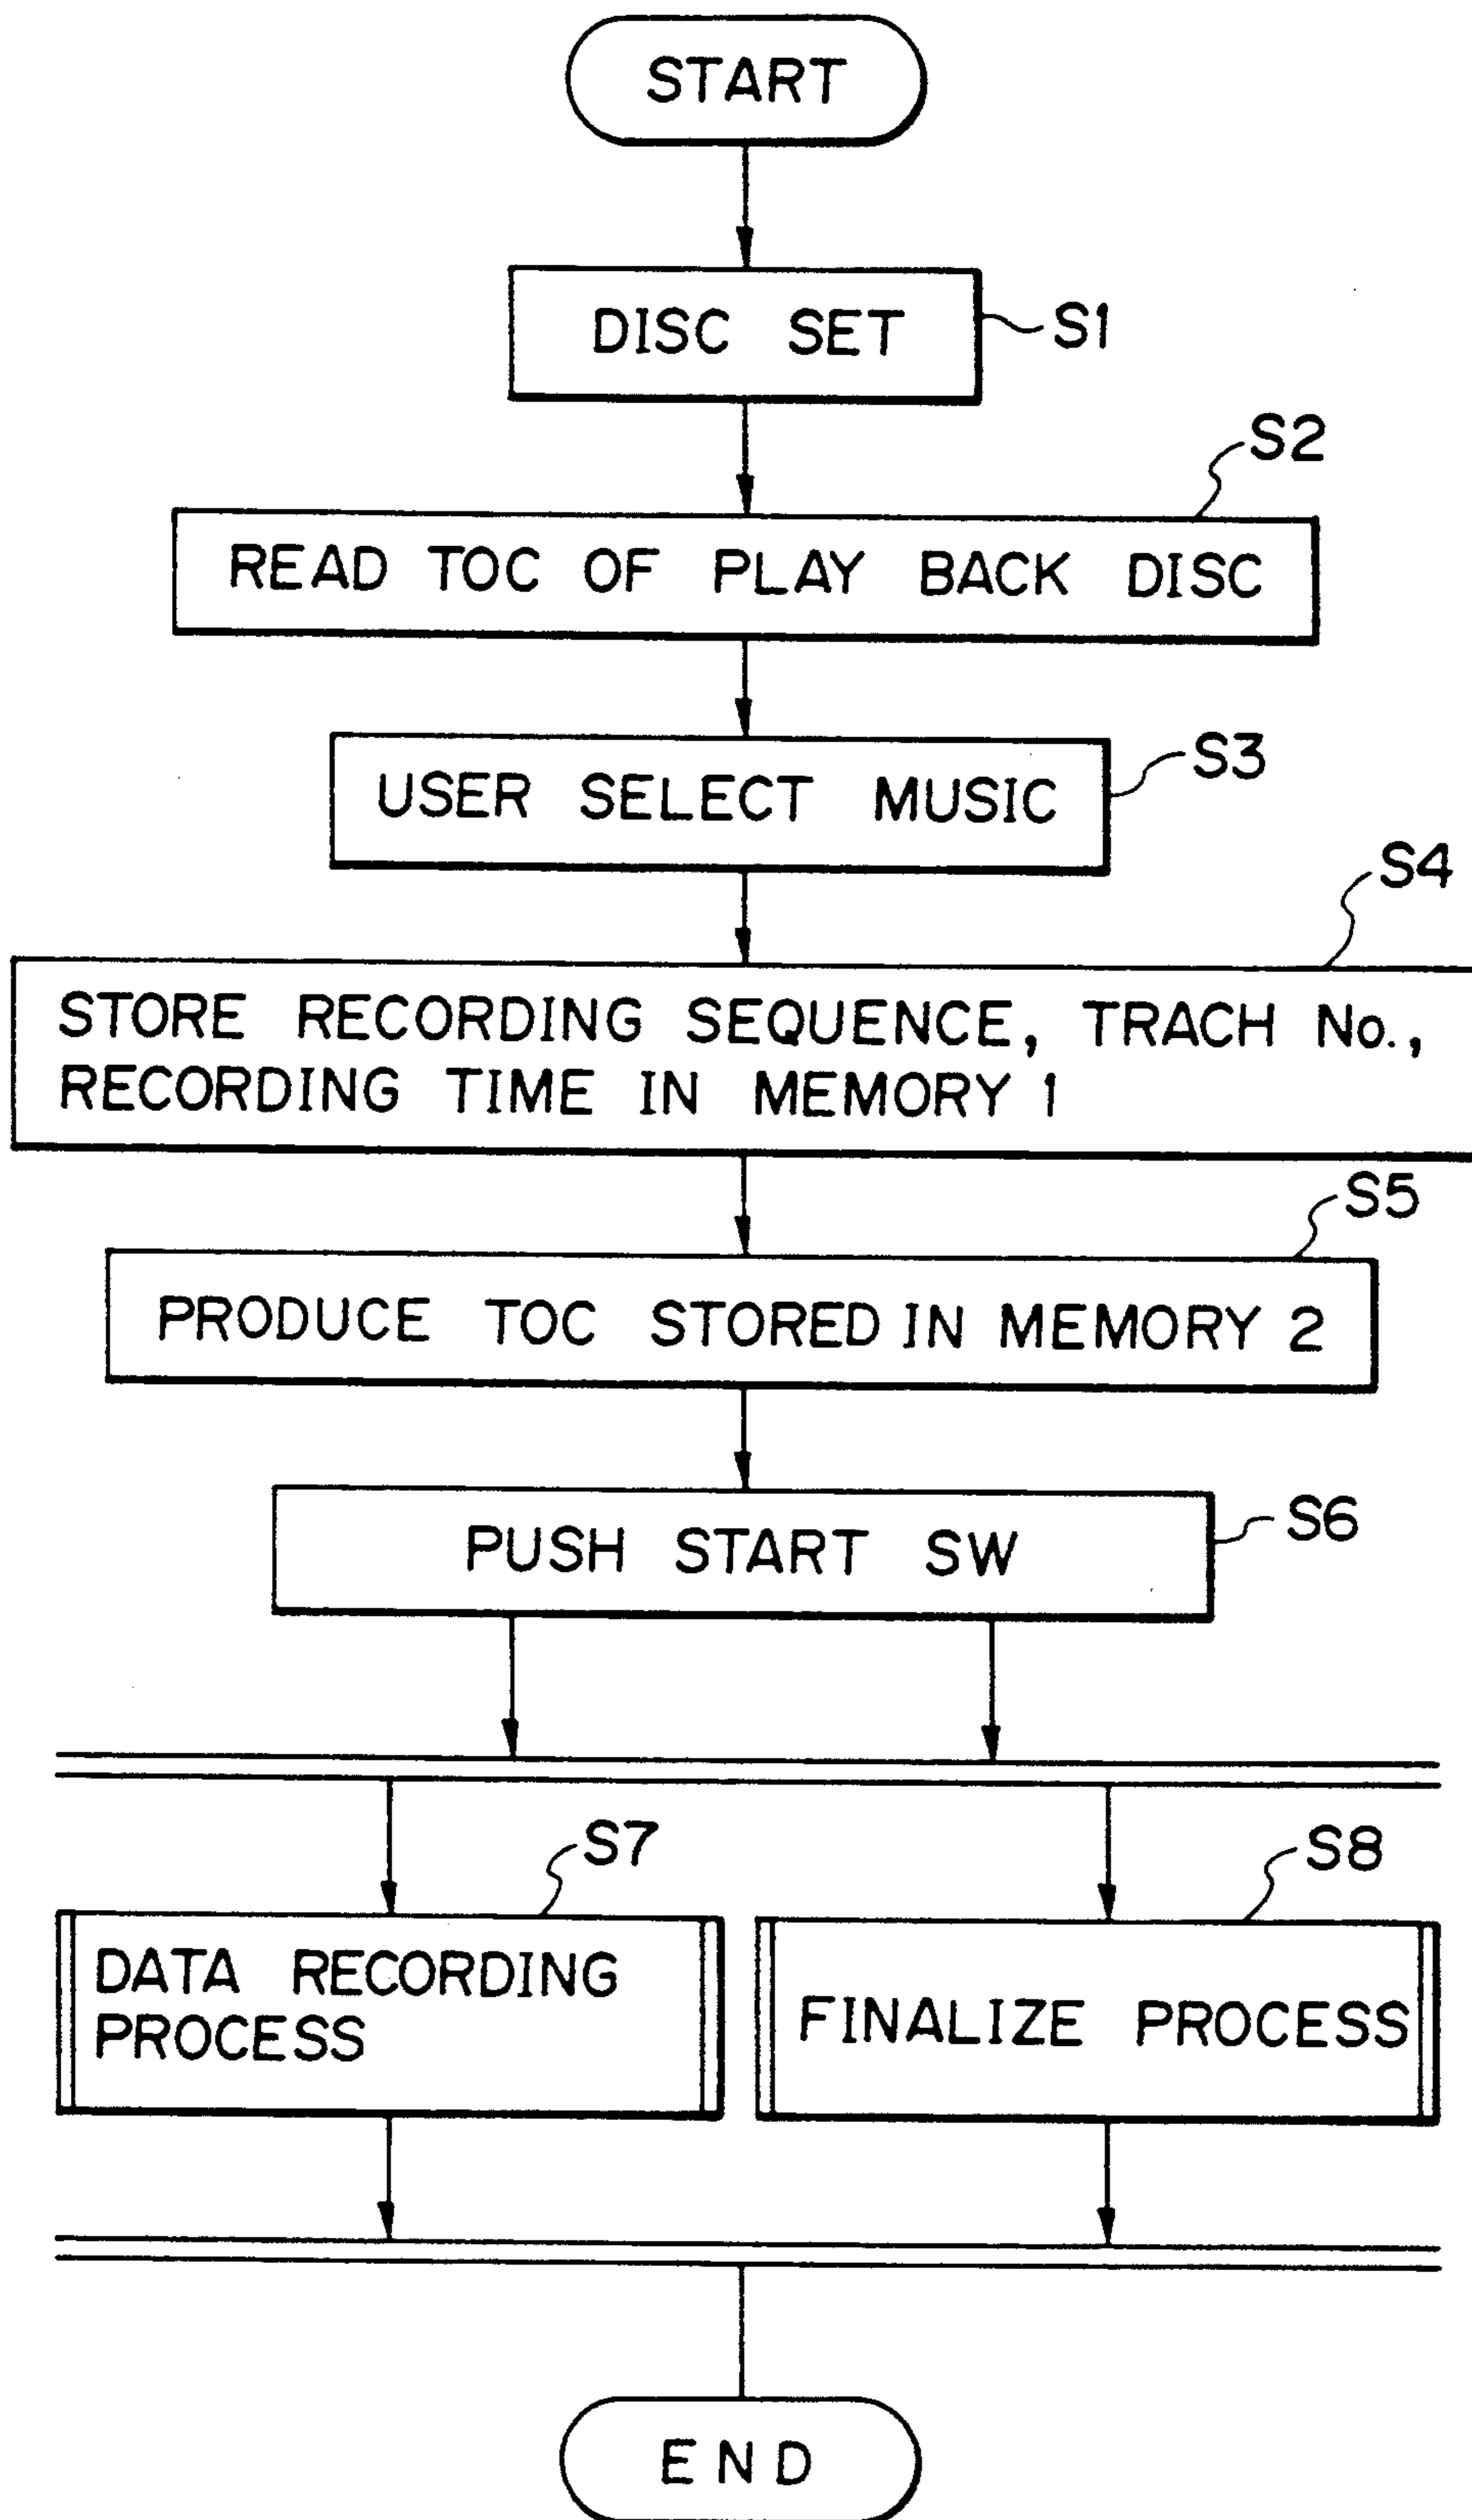 START
DISC SET
S1
S2
READ TOC OF PLAY BACK DISC
USER SELECT MUSIC
S3
S4
STORE RECORDING SEQUENCE, TRACH No.,
RECORDING TIME IN MEMORY 1
S5
PRODUCE TOC STORED IN MEMORY 2
PUSH START SW
S6
S7
DATA RECORDING
PROCESS
S8
FINALIZE PROCESS
END